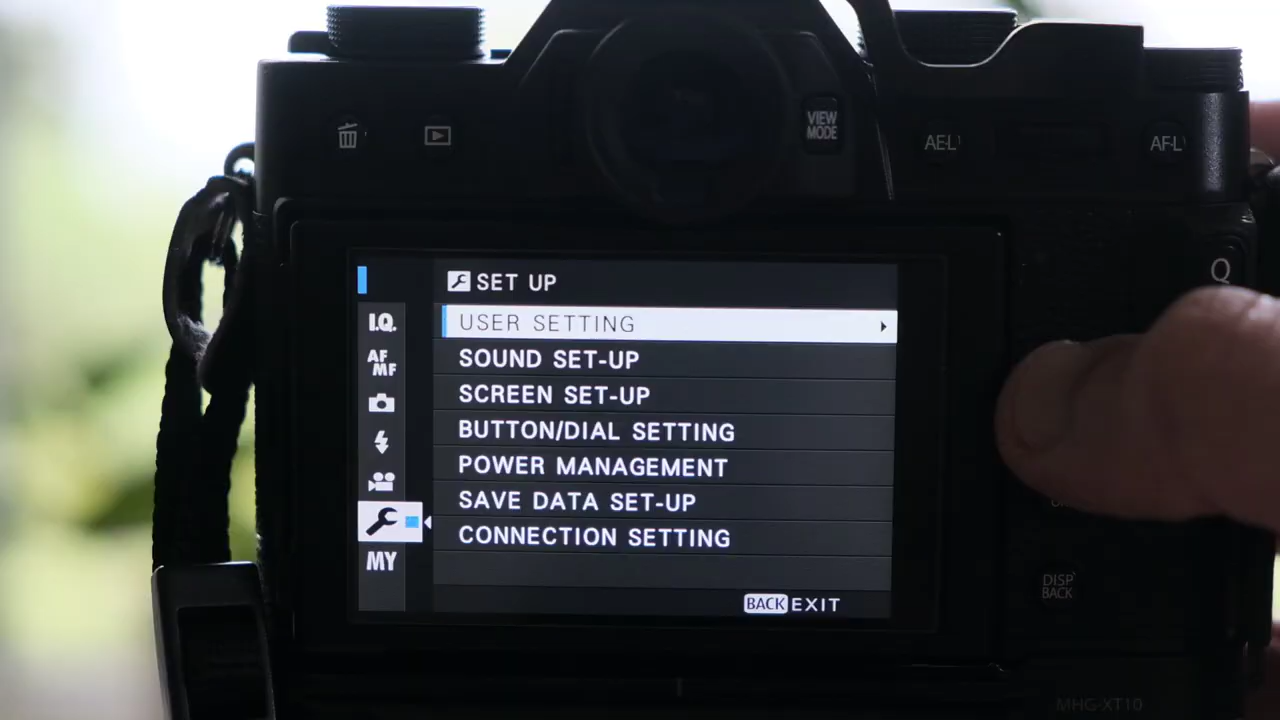 VIEW
MODE
AE-L
AF-L
Q
SET UP
I.Q.
USER SETTING
AF
MF
SOUND SET-UP
SCREEN SET-UP
BUTTON/DIAL SETTING
POWER MANAGEMENT
SAVE DATA SET-UP
CONNECTION SETTING
MY
DISP
BACK
BACK EXIT
MHG-XT10